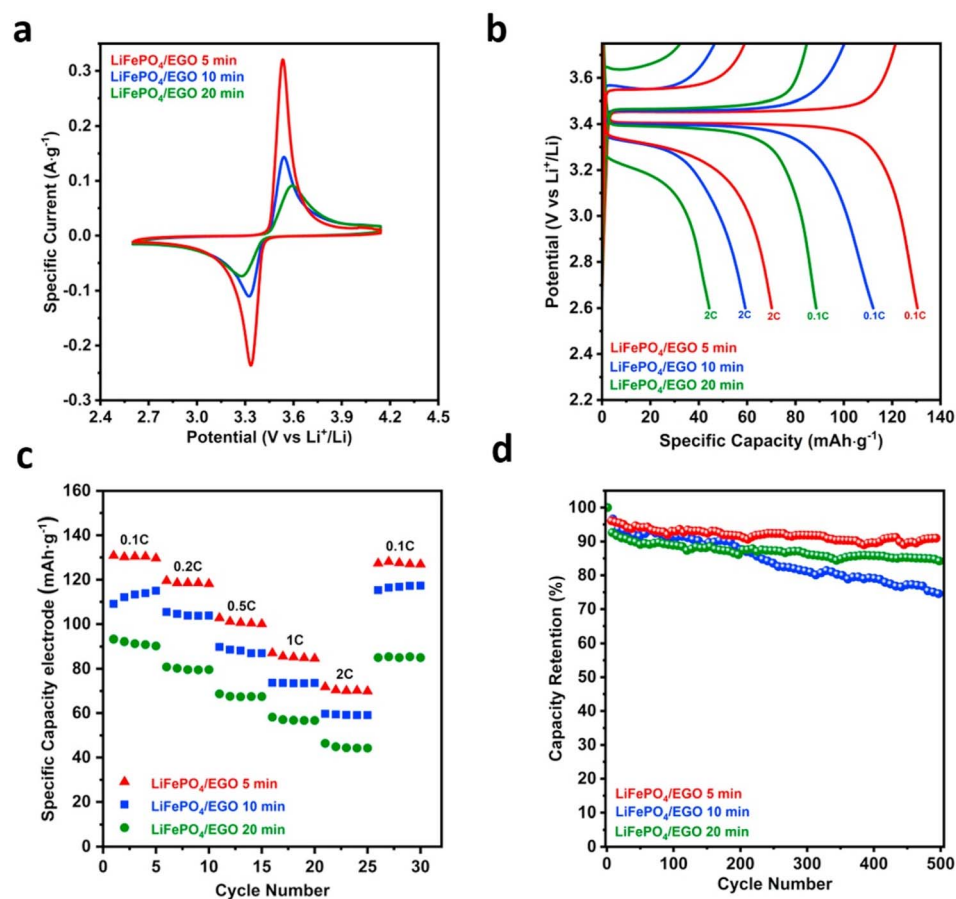 a
LiFePO₄/EGO 5 min
LiFePO₄/EGO 10 min
LiFePO₄/EGO 20 min
0.3
0.2
0.1
0.0
-0.1
-0.2
-0.3
Specific Current (A·g⁻¹)
2.4 2.7 3.0 3.3 3.6 3.9 4.2 4.5
Potential (V vs Li⁺/Li)
b
3.6
3.4
3.2
3.0
2.8
2.6
2.4
2.2
Potential (V vs Li⁺/Li)
2C 2C 2C 0.1C 0.1C 0.1C
LiFePO₄/EGO 5 min
LiFePO₄/EGO 10 min
LiFePO₄/EGO 20 min
0 20 40 60 80 100 120 140
Specific Capacity (mAh·g⁻¹)
c
160
140
120
100
80
60
40
20
0
Specific Capacity electrode (mAh·g⁻¹)
0.1C
0.2C
0.5C
1C
2C
0.1C
LiFePO₄/EGO 5 min
LiFePO₄/EGO 10 min
LiFePO₄/EGO 20 min
0 5 10 15 20 25 30
Cycle Number
d
100
90
80
70
60
50
40
30
20
10
0
Capacity Retention (%)
LiFePO₄/EGO 5 min
LiFePO₄/EGO 10 min
LiFePO₄/EGO 20 min
0 100 200 300 400 500
Cycle Number